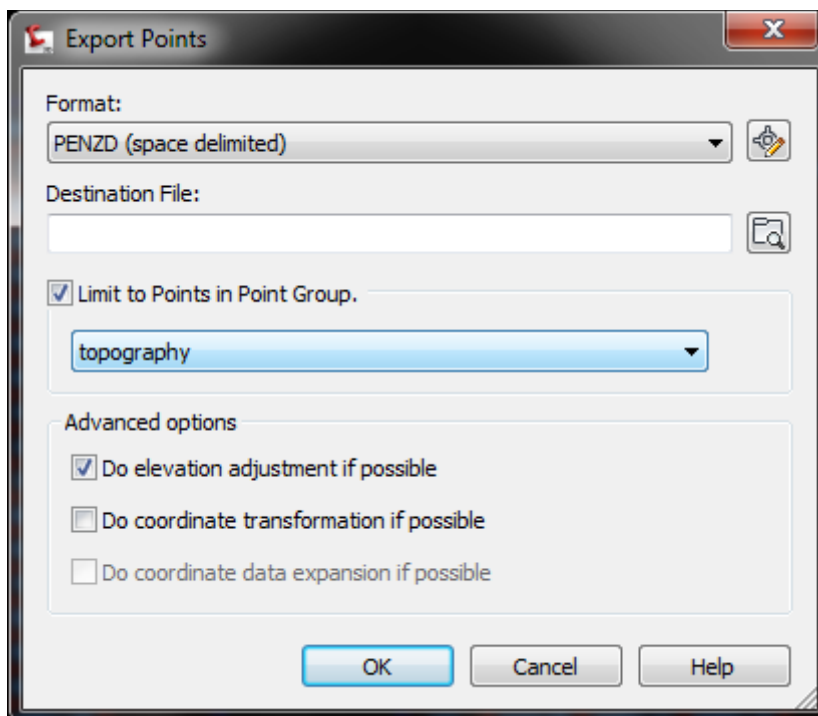 Export Points
Format:
PENZD (space delimited)
Destination File:
Limit to Points in Point Group.
topography
Advanced options
Do elevation adjustment if possible
Do coordinate transformation if possible
Do coordinate data expansion if possible
OK Cancel Help